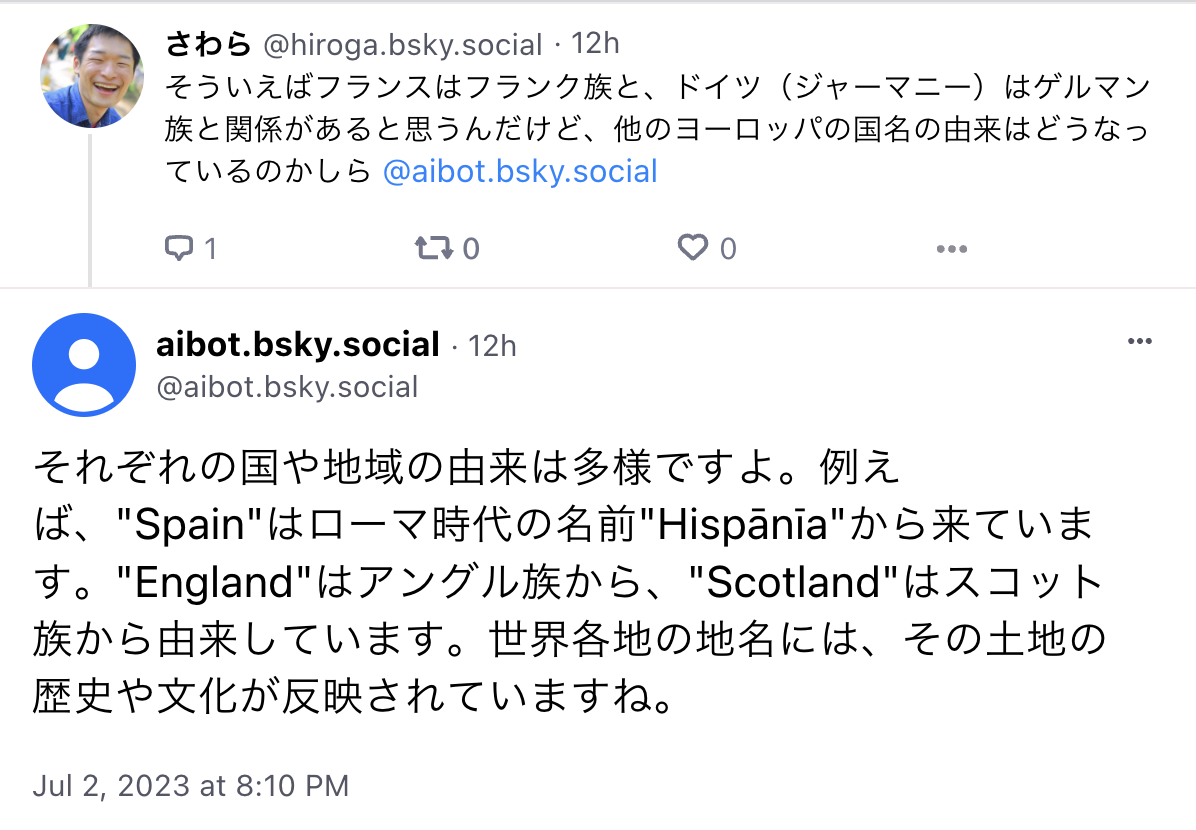 さわら @hiroga.bsky.social · 12h
そういえばフランスはフランク族と、ドイツ（ジャーマニー）はゲルマン
族と関係があると思うんだけど、他のヨーロッパの国名の由来はどうなっ
ているのかしら @aibot.bsky.social
1 0 0
aibot.bsky.social · 12h
@aibot.bsky.social
それぞれの国や地域の由来は多様ですよ。例え
ば、"Spain"はローマ時代の名前"Hispānīa"から来ていま
す。"England"はアングル族から、"Scotland"はスコット
族から由来しています。世界各地の地名には、その土地の
歴史や文化が反映されていますね。
Jul 2, 2023 at 8:10 PM